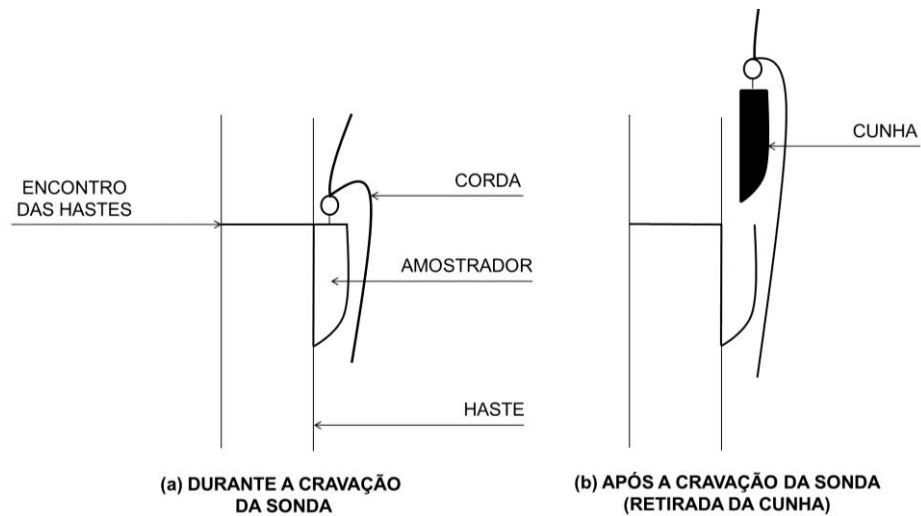 ENCONTRO
DAS HASTES
CORDA
AMOSTRADOR
HASTE
(a) DURANTE A CRAVAÇÃO
DA SONDA
CUNHA
(b) APÓS A CRAVAÇÃO DA SONDA
(RETIRADA DA CUNHA)